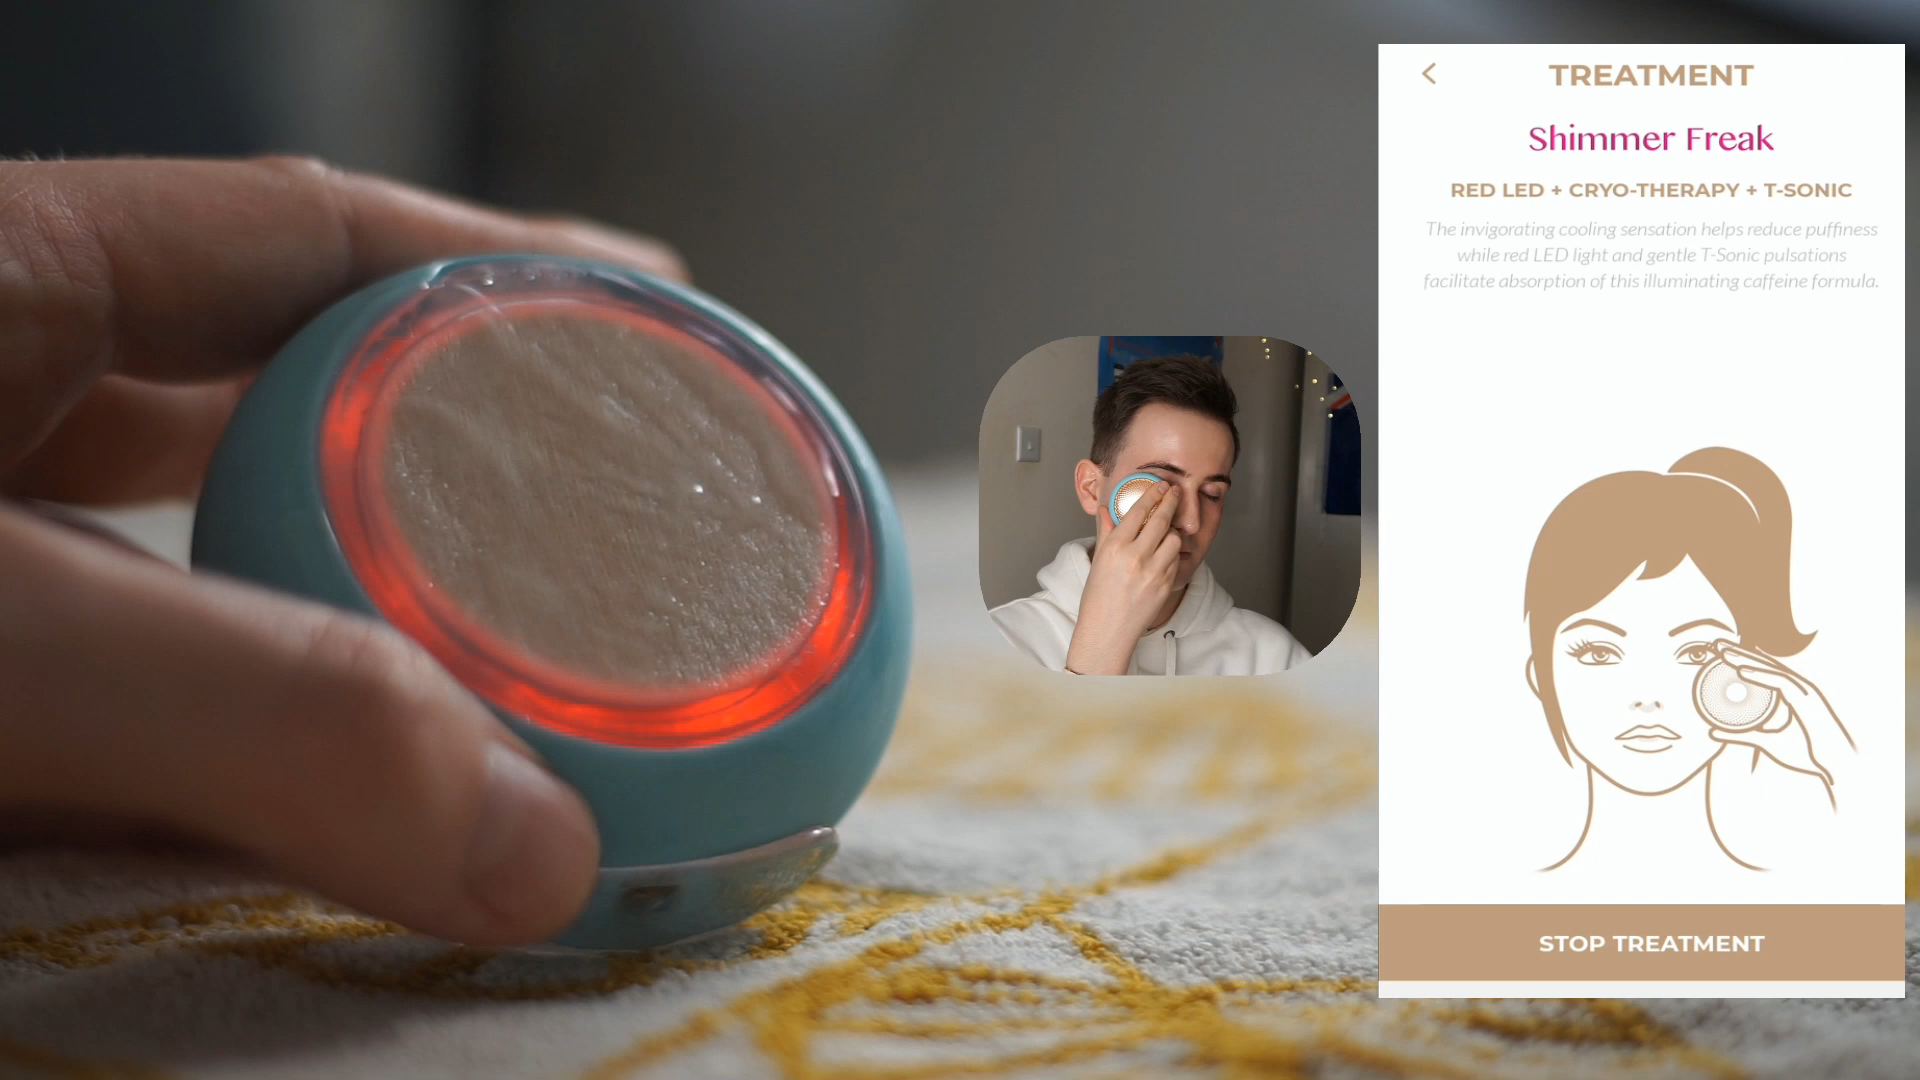 TREATMENT
Shimmer Freak
RED LED + CRYO-THERAPY + T-SONIC
The invigorating cooling sensation helps reduce puffiness
while red LED light and gentle T-Sonic pulsations
facilitate absorption of this illuminating caffeine formula.
STOP TREATMENT